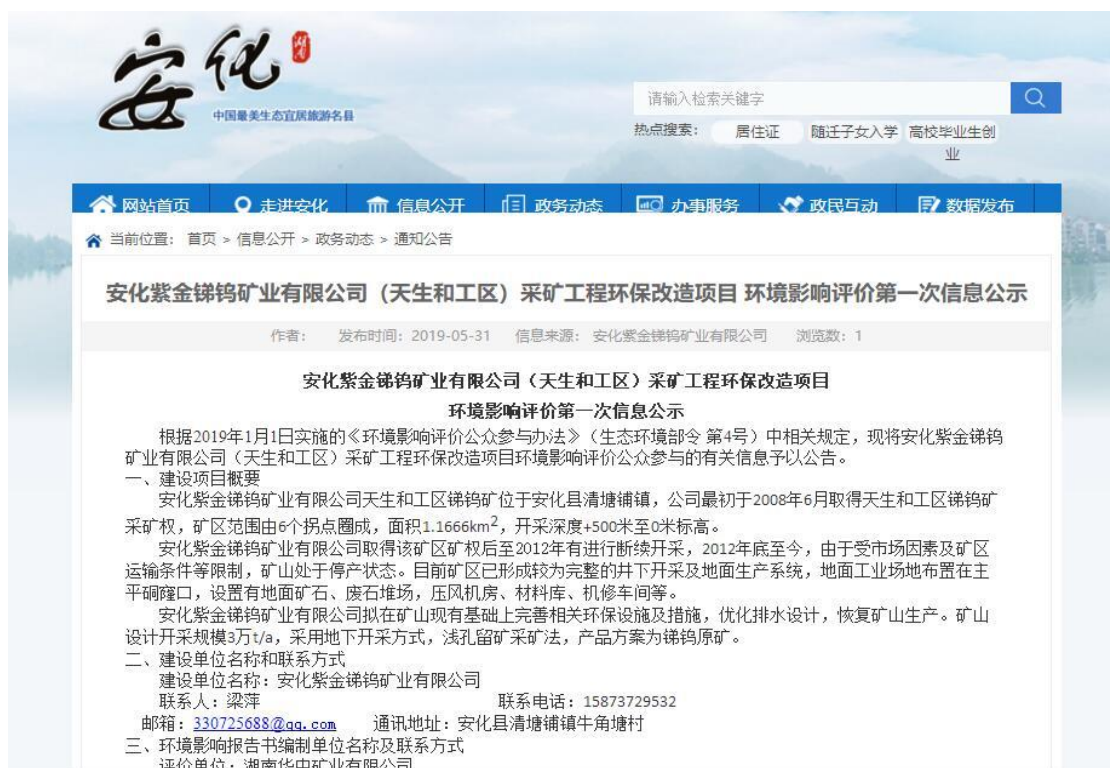 安化
湖南
中国最美生态宜居旅游名县
请输入检索关键字
热点搜索： 居住证 随迁子女入学 高校毕业生创
业
网站首页 走进安化 信息公开 政务动态 办事服务 政民互动 数据发布
当前位置： 首页 > 信息公开 > 政务动态 > 通知公告
安化紫金锑钨矿业有限公司（天生和工区）采矿工程环保改造项目 环境影响评价第一次信息公示
作者： 发布时间：2019-05-31 信息来源： 安化紫金锑钨矿业有限公司 浏览数：1
安化紫金锑钨矿业有限公司（天生和工区）采矿工程环保改造项目
环境影响评价第一次信息公示
根据2019年1月1日实施的《环境影响评价公众参与办法》（生态环境部令 第4号）中相关规定，现将安化紫金锑钨
矿业有限公司（天生和工区）采矿工程环保改造项目环境影响评价公众参与的有关信息予以公告。
一、建设项目概要
安化紫金锑钨矿业有限公司天生和工区锑钨矿位于安化县清塘铺镇，公司最初于2008年6月取得天生和工区锑钨矿
采矿权，矿区范围由6个拐点圈成，面积1.1666km²，开采深度+500米至0米标高。
安化紫金锑钨矿业有限公司取得该矿区矿权后至2012年有进行断续开采，2012年底至今，由于受市场因素及矿区
运输条件等限制，矿山处于停产状态。目前矿区已形成较为完整的井下开采及地面生产系统，地面工业场地布置在主
平硐窿口，设置有地面矿石、废石堆场，压风机房、材料库、机修车间等。
安化紫金锑钨矿业有限公司拟在矿山现有基础上完善相关环保设施及措施，优化排水设计，恢复矿山生产。矿山
设计开采规模3万t/a，采用地下开采方式，浅孔留矿采矿法，产品方案为锑钨原矿。
二、建设单位名称和联系方式
建设单位名称：安化紫金锑钨矿业有限公司
联系人：梁萍 联系电话：15873729532
邮箱：330725688@qq.com 通讯地址：安化县清塘铺镇牛角塘村
三、环境影响报告书编制单位名称及联系方式
评价单位：湖南华中矿业有限公司